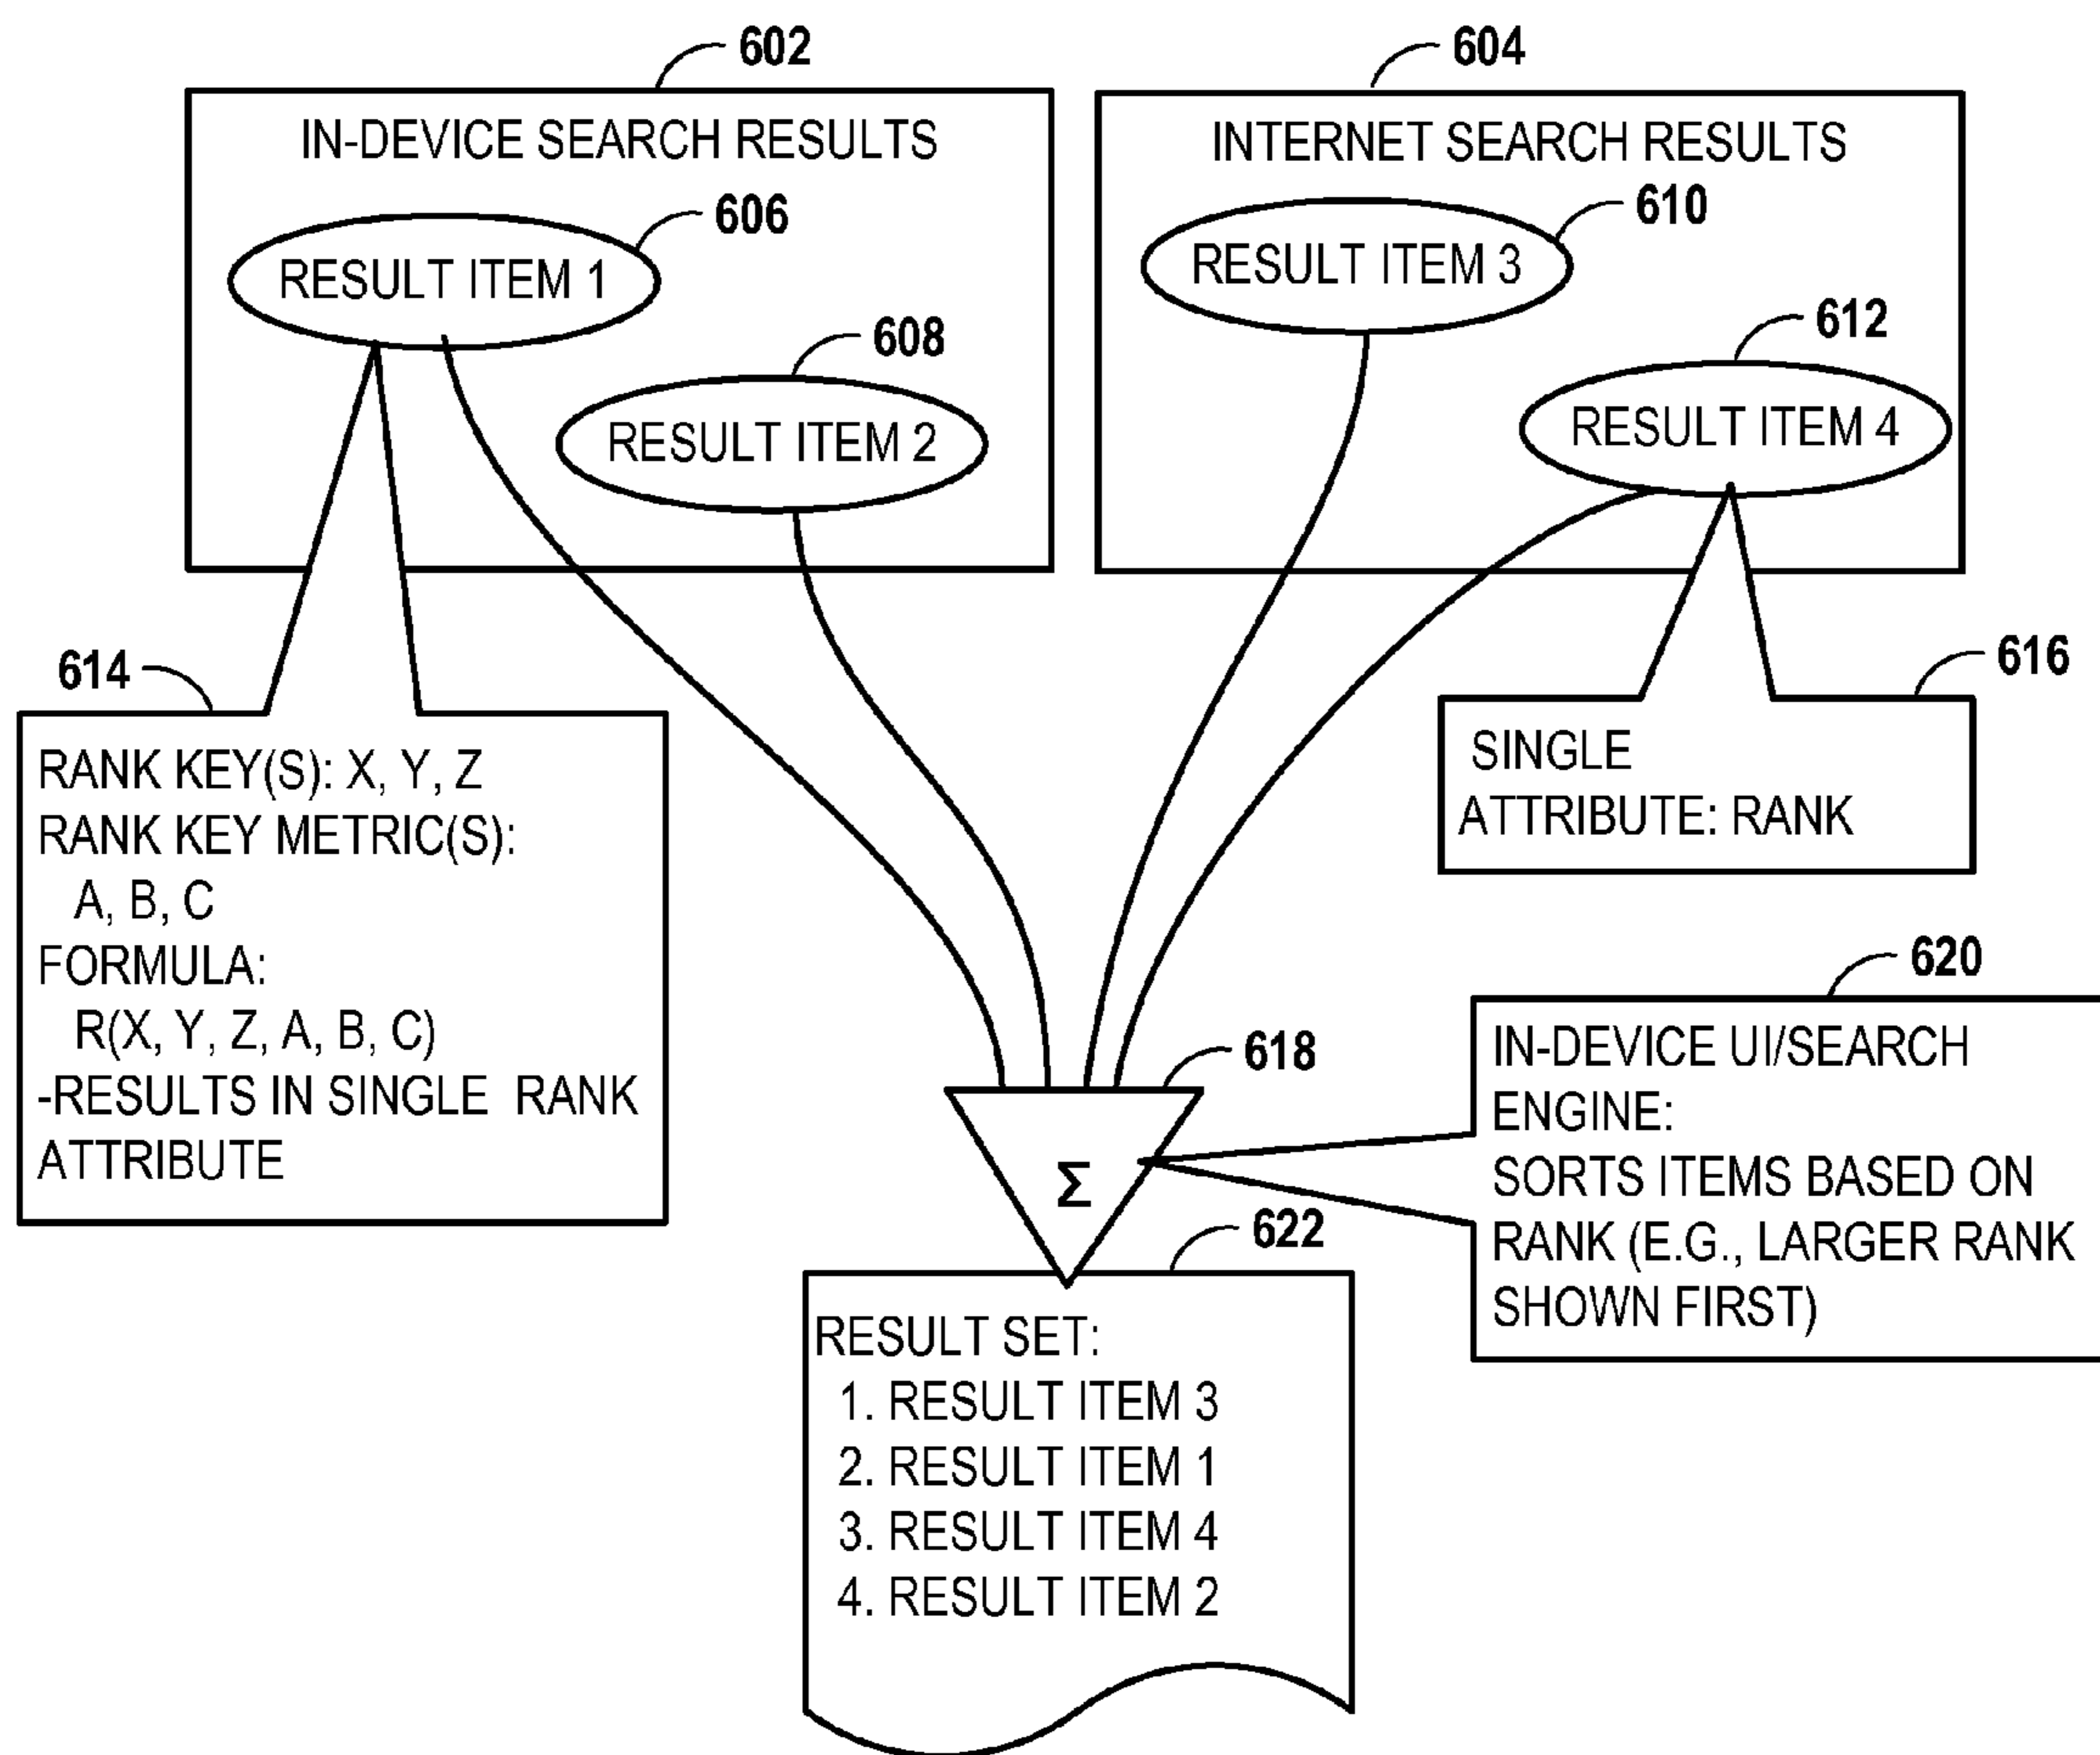 602
604
IN-DEVICE SEARCH RESULTS
INTERNET SEARCH RESULTS
606
RESULT ITEM 1
610
RESULT ITEM 3
608
RESULT ITEM 2
612
RESULT ITEM 4
614
RANK KEY(S): X, Y, Z
RANK KEY METRIC(S):
A, B, C
FORMULA:
R(X, Y, Z, A, B, C)
-RESULTS IN SINGLE RANK
ATTRIBUTE
616
SINGLE
ATTRIBUTE: RANK
618
Σ
620
IN-DEVICE UI/SEARCH
ENGINE:
SORTS ITEMS BASED ON
RANK (E.G., LARGER RANK
SHOWN FIRST)
622
RESULT SET:
1. RESULT ITEM 3
2. RESULT ITEM 1
3. RESULT ITEM 4
4. RESULT ITEM 2